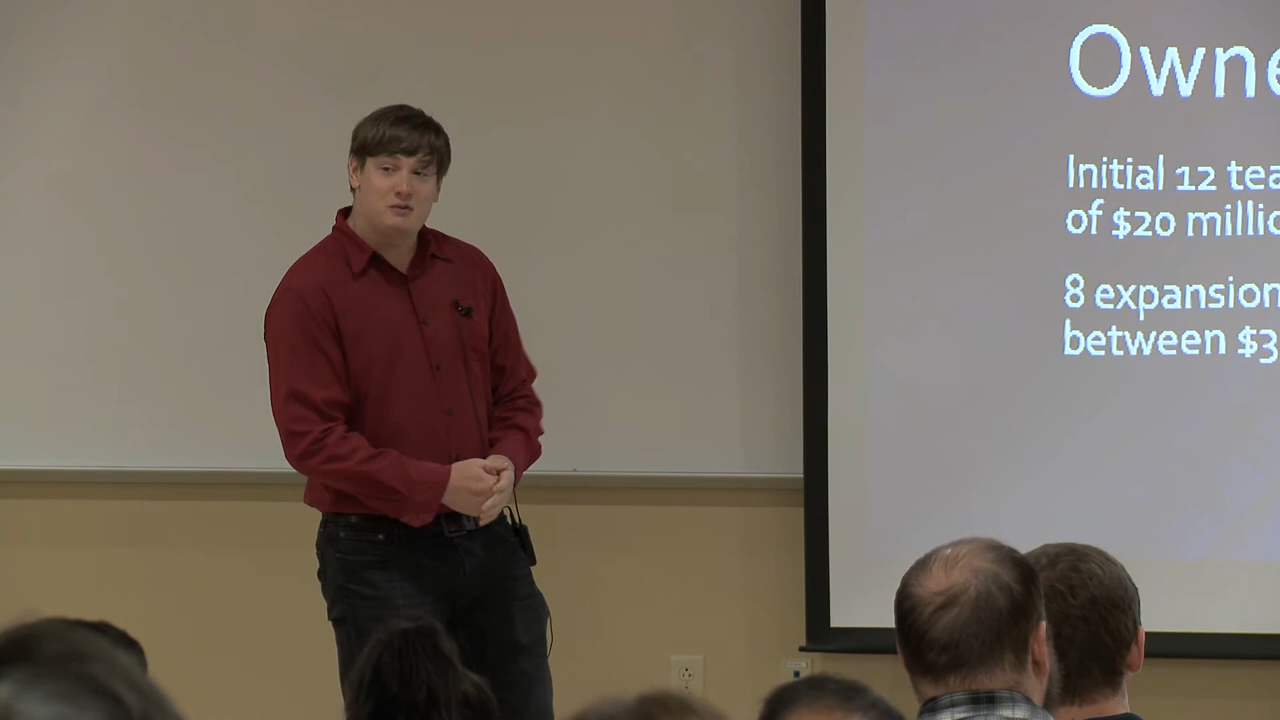 Owne
Initial 12 tea
of $20 millio
8 expansion
between $3